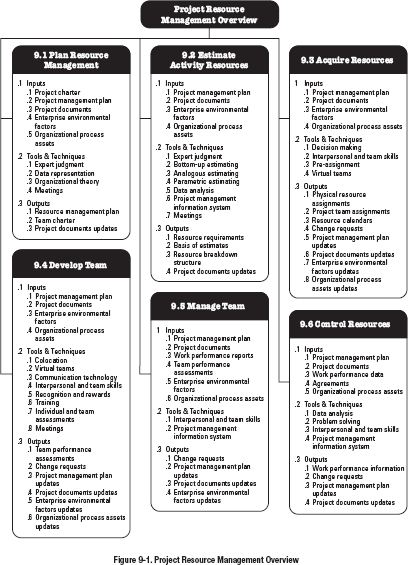 Project Resource
Management Overview
9.1 Plan Resource
Management
.1 Inputs
.1 Project charter
.2 Project management plan
.3 Project documents
.4 Enterprise environmental
factors
.5 Organizational process
assets
.2 Tools & Techniques
.1 Expert judgment
.2 Data representation
.3 Organizational theory
.4 Meetings
.3 Outputs
.1 Resource management plan
.2 Team charter
.3 Project documents updates
9.2 Estimate
Activity Resources
.1 Inputs
.1 Project management plan
.2 Project documents
.3 Enterprise environmental
factors
.4 Organizational process
assets
.2 Tools & Techniques
.1 Expert judgment
.2 Bottom-up estimating
.3 Analogous estimating
.4 Parametric estimating
.5 Data analysis
.6 Project management
information system
.7 Meetings
.3 Outputs
.1 Resource requirements
.2 Basis of estimates
.3 Resource breakdown
structure
.4 Project documents updates
9.3 Acquire Resources
.1 Inputs
.1 Project management plan
.2 Project documents
.3 Enterprise environmental
factors
.4 Organizational process assets
.2 Tools & Techniques
.1 Decision making
.2 Interpersonal and team skills
.3 Pre-assignment
.4 Virtual teams
.3 Outputs
.1 Physical resource
assignments
.2 Project team assignments
.3 Resource calendars
.4 Change requests
.5 Project management plan
updates
.6 Project documents updates
.7 Enterprise environmental
factors updates
.8 Organizational process
assets updates
9.4 Develop Team
.1 Inputs
.1 Project management plan
.2 Project documents
.3 Enterprise environmental
factors
.4 Organizational process
assets
.2 Tools & Techniques
.1 Colocation
.2 Virtual teams
.3 Communication technology
.4 Interpersonal and team skills
.5 Recognition and rewards
.6 Training
.7 Individual and team
assessments
.8 Meetings
.3 Outputs
.1 Team performance
assessments
.2 Change requests
.3 Project management plan
updates
.4 Project documents updates
.5 Enterprise environmental
factors updates
.6 Organizational process assets
updates
9.5 Manage Team
.1 Inputs
.1 Project management plan
.2 Project documents
.3 Work performance reports
.4 Team performance
assessments
.5 Enterprise environmental
factors
.6 Organizational process assets
.2 Tools & Techniques
.1 Interpersonal and team skills
.2 Project management
information system
.3 Outputs
.1 Change requests
.2 Project management plan
updates
.3 Project documents updates
.4 Enterprise environmental
factors updates
9.6 Control Resources
.1 Inputs
.1 Project management plan
.2 Project documents
.3 Work performance data
.4 Agreements
.5 Organizational process assets
.2 Tools & Techniques
.1 Data analysis
.2 Problem solving
.3 Interpersonal and team skills
.4 Project management
information system
.3 Outputs
.1 Work performance information
.2 Change requests
.3 Project management plan
updates
.4 Project documents updates
Figure 9-1. Project Resource Management Overview